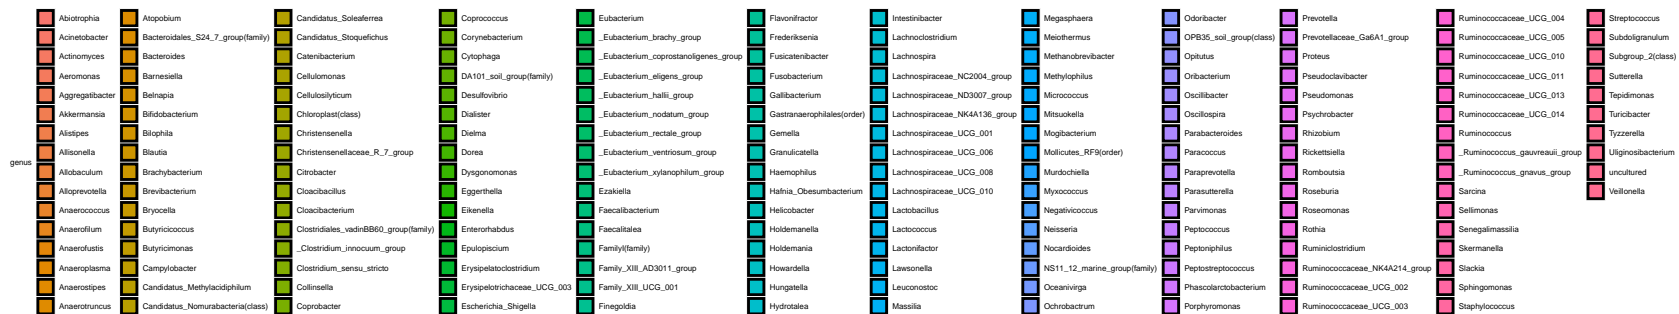 genus
Abiotrophia
Acinetobacter
Actinomyces
Aeromonas
Aggregatibacter
Akkermansia
Alistipes
Allisonella
Allobaculum
Alloprevotella
Anaerococcus
Anaerofilum
Anaerofustis
Anaeroplasma
Anaerostipes
Anaerotruncus
Atopobium
Bacteroidales_S24_7_group(family)
Bacteroides
Barnesiella
Belnapia
Bifidobacterium
Bilophila
Blautia
Brachybacterium
Brevibacterium
Bryocella
Butyricicoccus
Butyricimonas
Campylobacter
Candidatus_Methylacidiphilum
Candidatus_Nomurabacteria(class)
Candidatus_Soleaferrea
Candidatus_Stoquefichus
Catenibacterium
Cellulomonas
Cellulosilyticum
Chloroplast(class)
Christensenella
Christensenellaceae_R_7_group
Citrobacter
Cloacibacillus
Cloacibacterium
Clostridiales_vadinBB60_group(family)
_Clostridium_innocuum_group
Clostridium_sensu_stricto
Collinsella
Coprobacter
Coprococcus
Corynebacterium
Cytophaga
DA101_soil_group(family)
Desulfovibrio
Dialister
Dielma
Dorea
Dysgonomonas
Eggerthella
Eikenella
Enterorhabdus
Epulopiscium
Erysipelatoclostridium
Erysipelotrichaceae_UCG_003
Escherichia_Shigella
Eubacterium
_Eubacterium_brachy_group
_Eubacterium_coprostanoligenes_group
_Eubacterium_eligens_group
_Eubacterium_hallii_group
_Eubacterium_nodatum_group
_Eubacterium_rectale_group
_Eubacterium_ventriosum_group
_Eubacterium_xylanophilum_group
Ezakiella
Faecalibacterium
Faecalitalea
FamilyI(family)
Family_XIII_AD3011_group
Family_XIII_UCG_001
Finegoldia
Flavonifractor
Frederiksenia
Fusicatenibacter
Fusobacterium
Gallibacterium
Gastranaerophilales(order)
Gemella
Granulicatella
Haemophilus
Hafnia_Obesumbacterium
Helicobacter
Holdemanella
Holdemania
Howardella
Hungatella
Hydrotalea
Intestinibacter
Lachnoclostridium
Lachnospira
Lachnospiraceae_NC2004_group
Lachnospiraceae_ND3007_group
Lachnospiraceae_NK4A136_group
Lachnospiraceae_UCG_001
Lachnospiraceae_UCG_006
Lachnospiraceae_UCG_008
Lachnospiraceae_UCG_010
Lactobacillus
Lactococcus
Lactonifactor
Lawsonella
Leuconostoc
Massilia
Megasphaera
Meiothermus
Methanobrevibacter
Methylophilus
Micrococcus
Mitsuokella
Mogibacterium
Mollicutes_RF9(order)
Murdochiella
Myxococcus
Negativicoccus
Neisseria
Nocardioides
NS11_12_marine_group(family)
Oceanivirga
Ochrobactrum
Odoribacter
OPB35_soil_group(class)
Opitutus
Oribacterium
Oscillibacter
Oscillospira
Parabacteroides
Paracoccus
Paraprevotella
Parasutterella
Parvimonas
Peptococcus
Peptoniphilus
Peptostreptococcus
Phascolarctobacterium
Porphyromonas
Prevotella
Prevotellaceae_Ga6A1_group
Proteus
Pseudoclavibacter
Pseudomonas
Psychrobacter
Rhizobium
Rickettsiella
Romboutsia
Roseburia
Roseomonas
Rothia
Ruminiclostridium
Ruminococcaceae_NK4A214_group
Ruminococcaceae_UCG_002
Ruminococcaceae_UCG_003
Ruminococcaceae_UCG_004
Ruminococcaceae_UCG_005
Ruminococcaceae_UCG_010
Ruminococcaceae_UCG_011
Ruminococcaceae_UCG_013
Ruminococcaceae_UCG_014
Ruminococcus
_Ruminococcus_gauvreauii_group
_Ruminococcus_gnavus_group
Sarcina
Sellimonas
Senegalimassilia
Skermanella
Slackia
Sphingomonas
Staphylococcus
Streptococcus
Subdoligranulum
Subgroup_2(class)
Sutterella
Tepidimonas
Turicibacter
Tyzzerella
Uliginosibacterium
uncultured
Veillonella